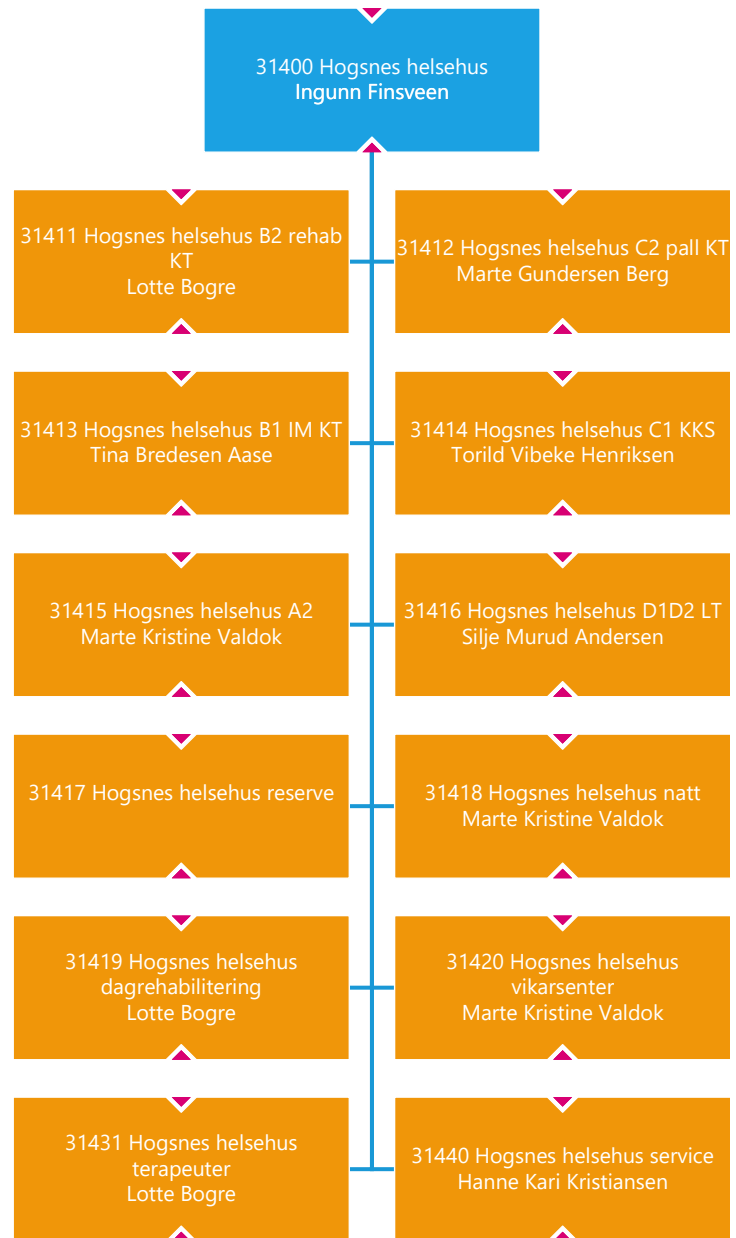 31400 Hogsnes helsehus
Ingunn Finsveen
31411 Hogsnes helsehus B2 rehab
KT
Lotte Bogre
31412 Hogsnes helsehus C2 pall KT
Marte Gundersen Berg
31413 Hogsnes helsehus B1 IM KT
Tina Bredesen Aase
31414 Hogsnes helsehus C1 KKS
Torild Vibeke Henriksen
31415 Hogsnes helsehus A2
Marte Kristine Valdok
31416 Hogsnes helsehus D1D2 LT
Silje Murud Andersen
31417 Hogsnes helsehus reserve
31418 Hogsnes helsehus natt
Marte Kristine Valdok
31419 Hogsnes helsehus
dagrehabilitering
Lotte Bogre
31420 Hogsnes helsehus
vikarsenter
Marte Kristine Valdok
31431 Hogsnes helsehus
terapeuter
Lotte Bogre
31440 Hogsnes helsehus service
Hanne Kari Kristiansen